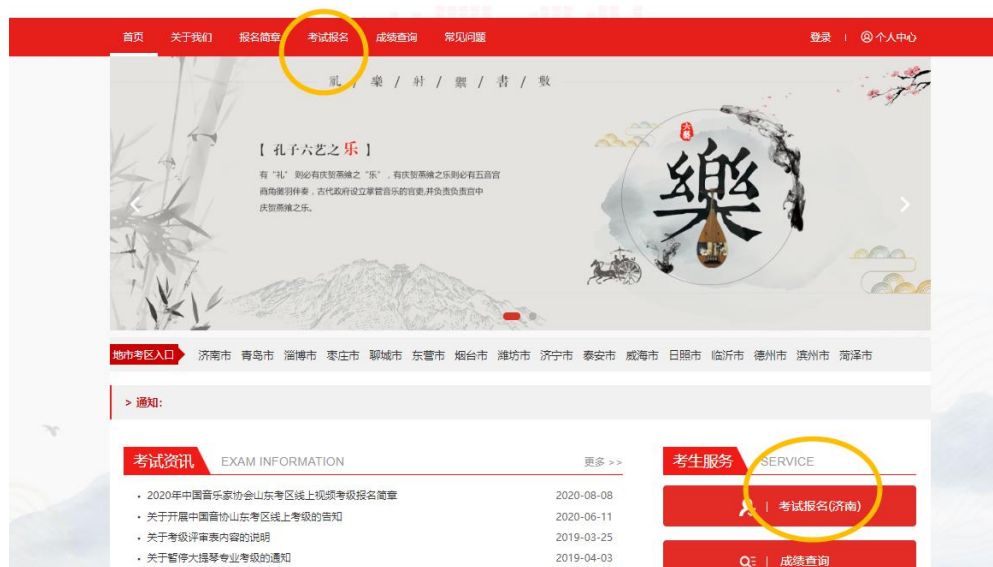 首页 关于我们 报名简章 考试报名 成绩查询 常见问题 登录 | 个人中心
礼 / 樂 / 射 / 禦 / 書 / 数
【 孔子六艺之 乐 】
有“礼”则必有庆贺燕飨之“乐”，有庆贺燕飨之乐则必有五音宫
商角徵羽伴奏，古代政府设立掌管音乐的官吏,并负责负责宫中
庆贺燕飨之乐。
六藝
樂
地市考区入口 济南市 青岛市 淄博市 枣庄市 聊城市 东营市 烟台市 潍坊市 济宁市 泰安市 威海市 日照市 临沂市 德州市 滨州市 菏泽市
> 通知：
考试资讯 EXAM INFORMATION 更多 >>
· 2020年中国音乐家协会山东考区线上视频考级报名简章 2020-08-08
· 关于开展中国音协山东考区线上考级的告知 2020-06-11
· 关于考级评审表内容的说明 2019-03-25
· 关于暂停大提琴专业考级的通知 2019-04-03
考生服务 SERVICE
| 考试报名(济南)
| 成绩查询